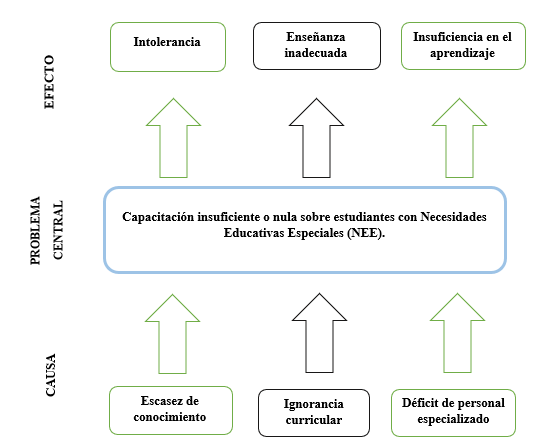 EFECTO
Intolerancia
Enseñanza
inadecuada
Insuficiencia en el
aprendizaje
PROBLEMA
CENTRAL
Capacitación insuficiente o nula sobre estudiantes con Necesidades
Educativas Especiales (NEE).
CAUSA
Escasez de
conocimiento
Ignorancia
curricular
Déficit de personal
especializado